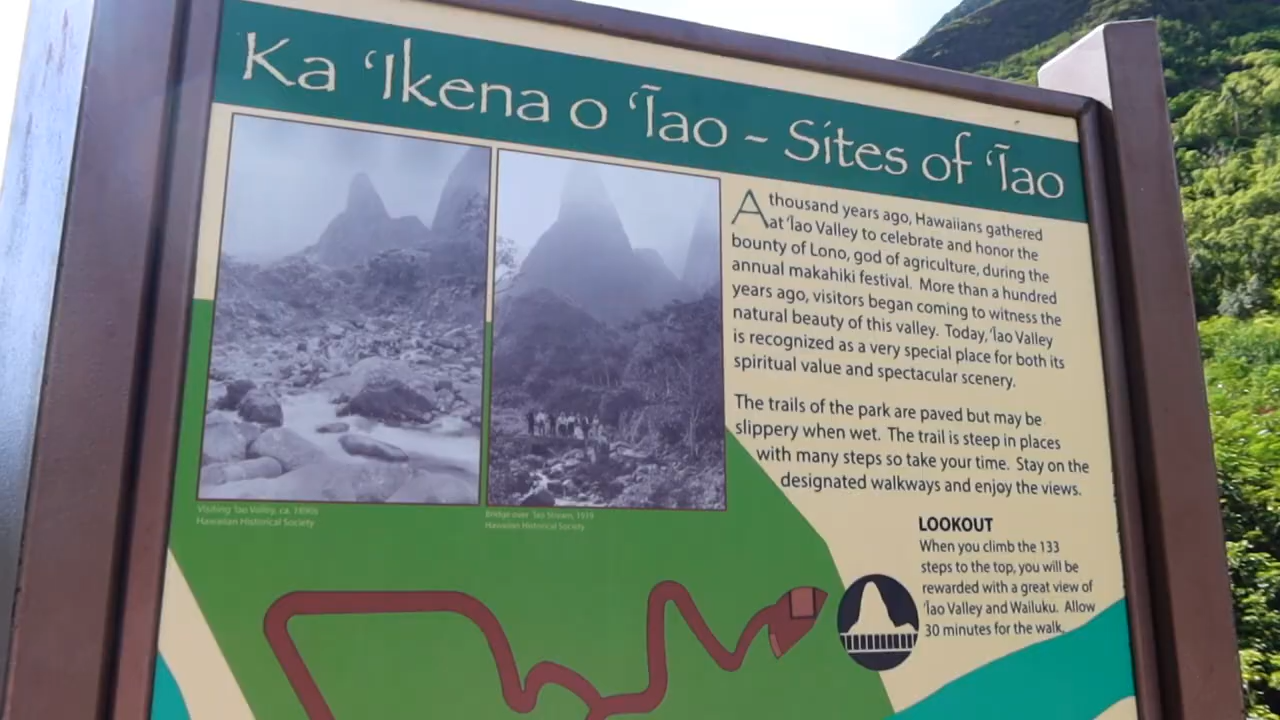 Ka ʻIkena o ʻĪao – Sites of ʻĪao
A thousand years ago, Hawaiians gathered
at ʻĪao Valley to celebrate and honor the
bounty of Lono, god of agriculture, during the
annual makahiki festival. More than a hundred
years ago, visitors began coming to witness the
natural beauty of this valley. Today, ʻĪao Valley
is recognized as a very special place for both its
spiritual value and spectacular scenery.
The trails of the park are paved but may be
slippery when wet. The trail is steep in places
with many steps so take your time. Stay on the
designated walkways and enjoy the views.
Visiting ʻĪao Valley, ca. 1890s
Hawaiian Historical Society
Bridge over ʻĪao Stream, 1919
Hawaiian Historical Society
LOOKOUT
When you climb the 133
steps to the top, you will be
rewarded with a great view of
ʻĪao Valley and Wailuku. Allow
30 minutes for the walk.